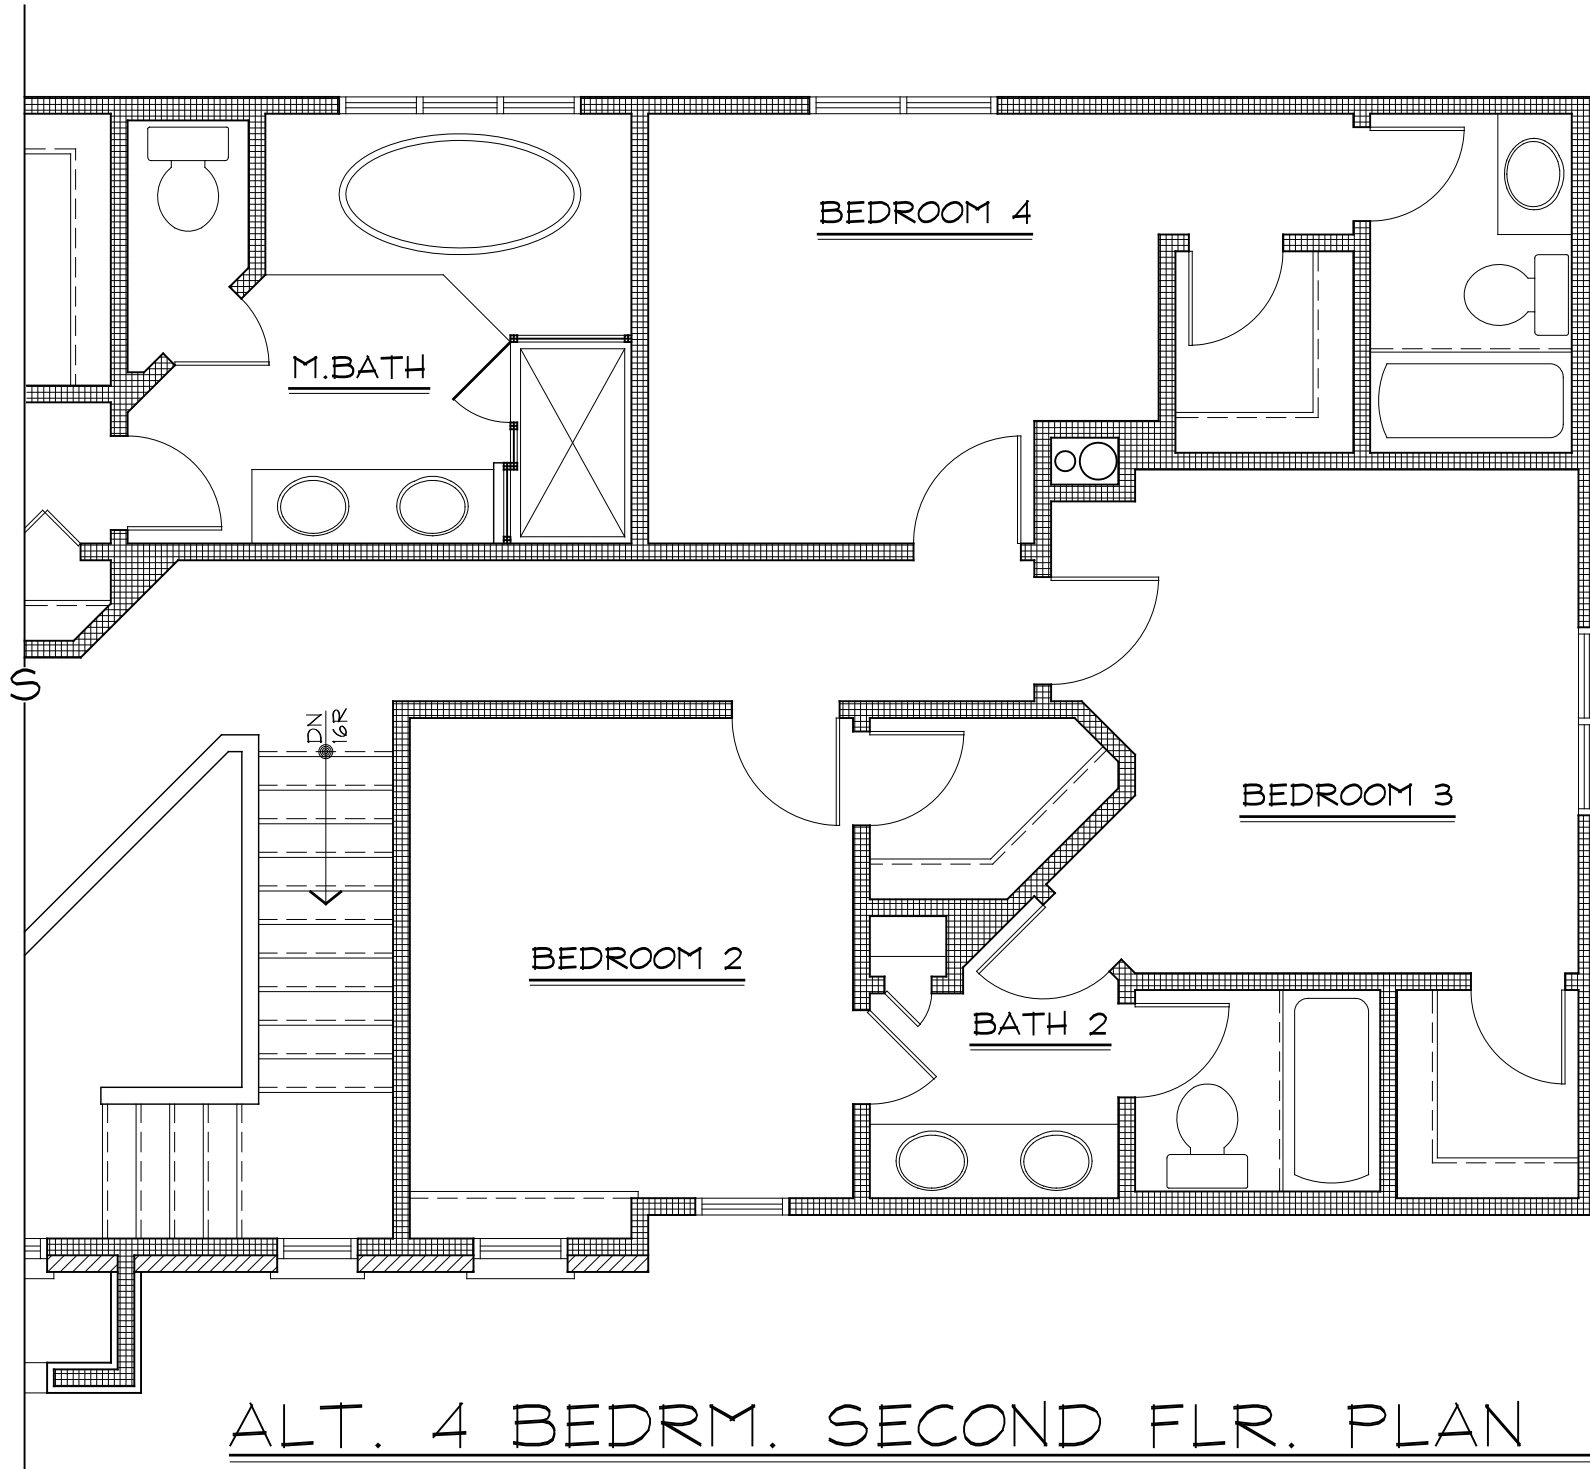 BEDROOM 4
M.BATH
S
DN
16R
BEDROOM 3
BEDROOM 2
BATH 2
ALT. 4 BEDRM. SECOND FLR. PLAN